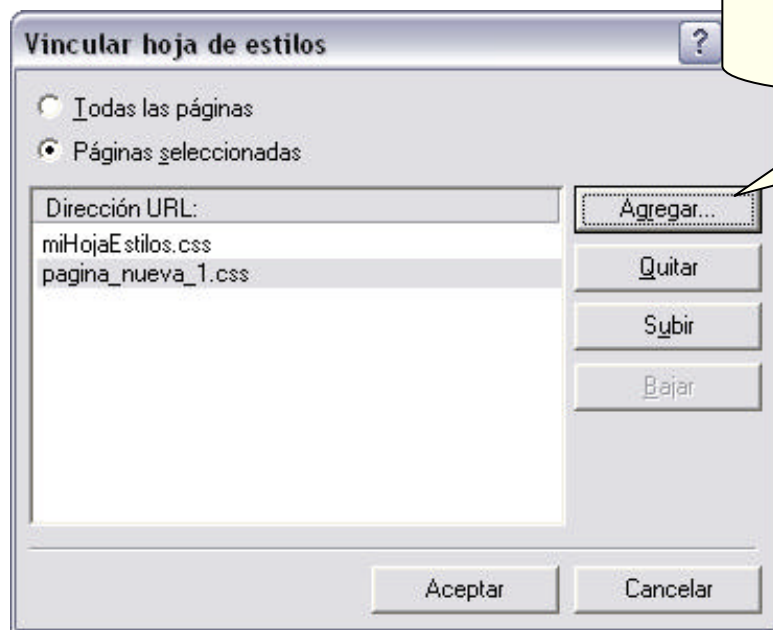 Vincular hoja de estilos
?
Todas las páginas
Páginas seleccionadas
Dirección URL:
miHojaEstilos.css
pagina_nueva_1.css
Agregar...
Quitar
Subir
Bajar
Aceptar
Cancelar